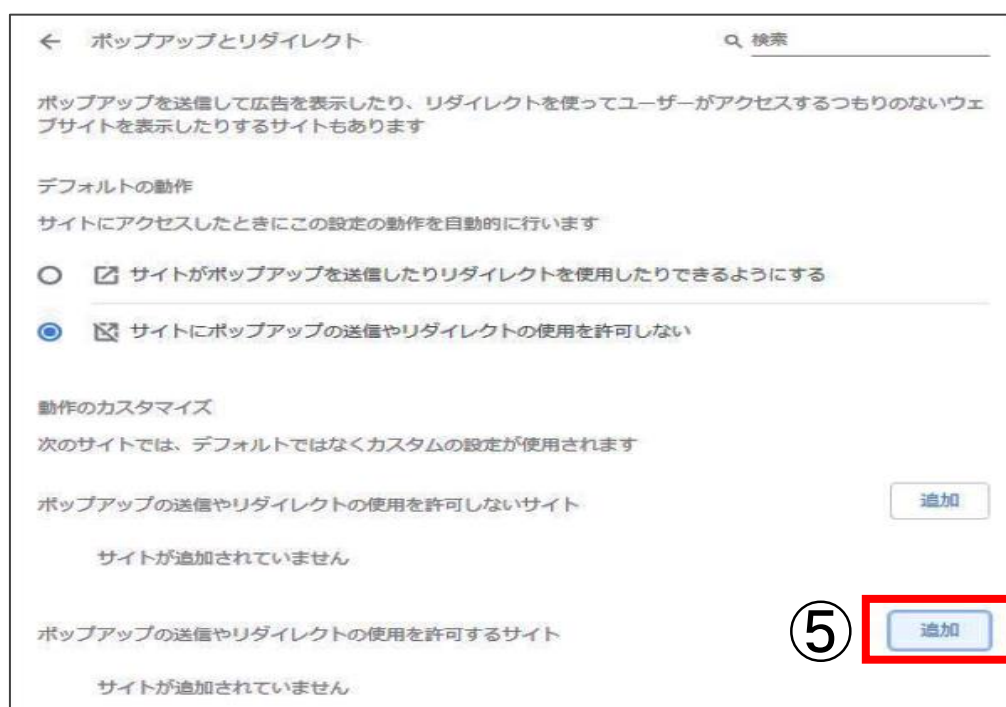 ← ポップアップとリダイレクト 検索
ポップアップを送信して広告を表示したり、リダイレクトを使ってユーザーがアクセスするつもりのないウェ
ブサイトを表示したりするサイトもあります
デフォルトの動作
サイトにアクセスしたときにこの設定の動作を自動的に行います
サイトがポップアップを送信したりリダイレクトを使用したりできるようにする
サイトにポップアップの送信やリダイレクトの使用を許可しない
動作のカスタマイズ
次のサイトでは、デフォルトではなくカスタムの設定が使用されます
ポップアップの送信やリダイレクトの使用を許可しないサイト 追加
サイトが追加されていません
ポップアップの送信やリダイレクトの使用を許可するサイト ⑤ 追加
サイトが追加されていません